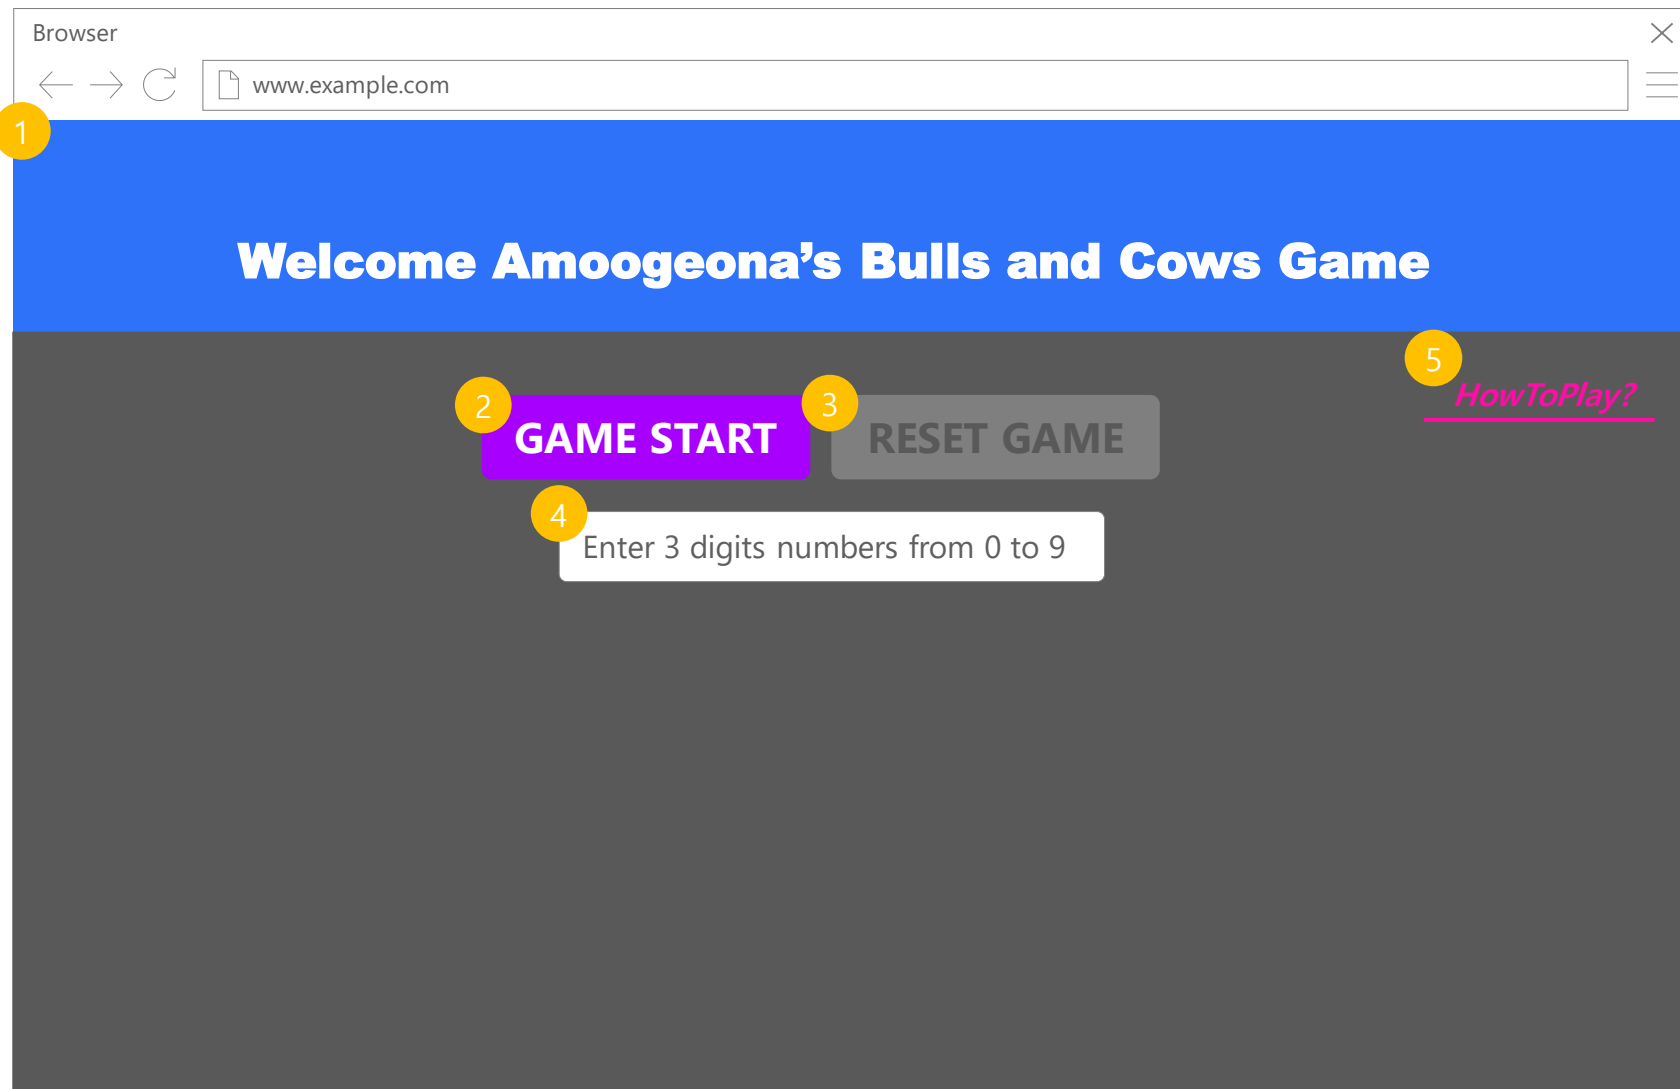 Browser
www.example.com
1
Welcome Amoogeona’s Bulls and Cows Game
5
HowToPlay?
2
GAME START
3
RESET GAME
4
Enter 3 digits numbers from 0 to 9